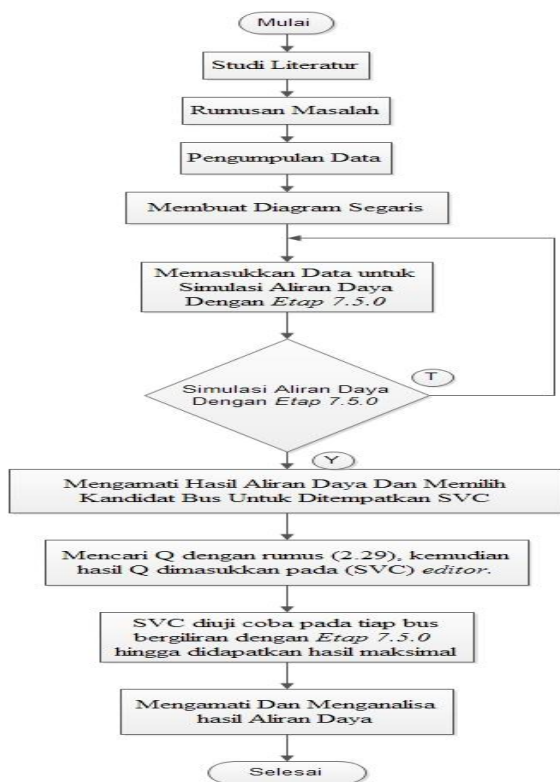 Mulai
Studi Literatur
Rumusan Masalah
Pengumpulan Data
Membuat Diagram Segaris
Memasukkan Data untuk
Simulasi Aliran Daya
Dengan Etap 7.5.0
T
Simulasi Aliran Daya
Dengan Etap 7.5.0
Y
Mengamati Hasil Aliran Daya Dan Memilih
Kandidat Bus Untuk Ditempatkan SVC
Mencari Q dengan rumus (2.29), kemudian
hasil Q dimasukkan pada (SVC) editor.
SVC diuji coba pada tiap bus
bergiliran dengan Etap 7.5.0
hingga didapatkan hasil maksimal
Mengamati Dan Menganalisa
hasil Aliran Daya
Selesai